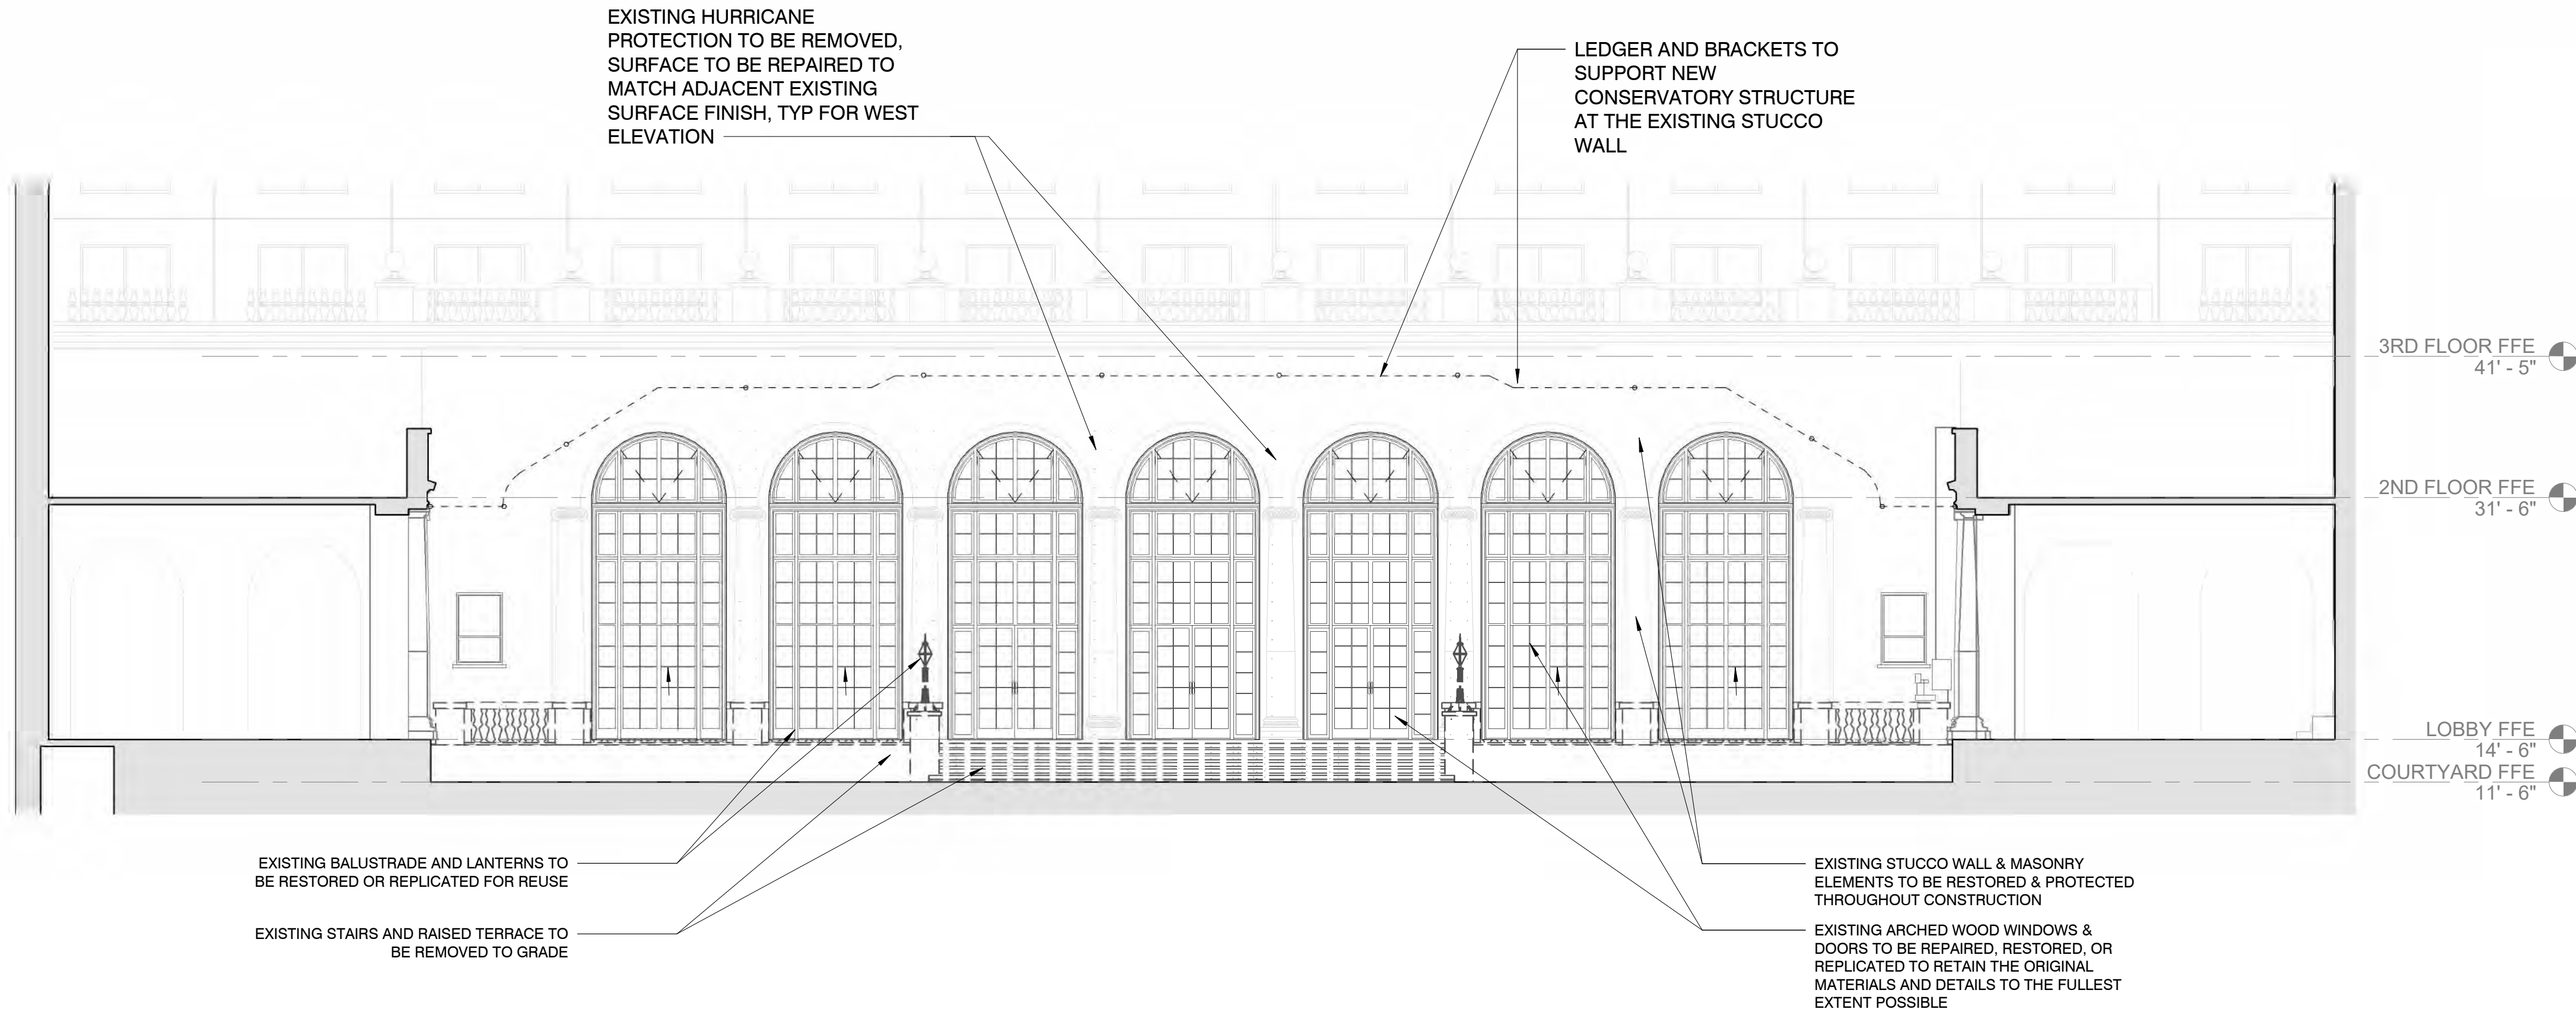 EXISTING HURRICANE
PROTECTION TO BE REMOVED,
SURFACE TO BE REPAIRED TO
MATCH ADJACENT EXISTING
SURFACE FINISH, TYP FOR WEST
ELEVATION
LEDGER AND BRACKETS TO
SUPPORT NEW
CONSERVATORY STRUCTURE
AT THE EXISTING STUCCO
WALL
3RD FLOOR FFE
41' - 5"
2ND FLOOR FFE
31' - 6"
LOBBY FFE
14' - 6"
COURTYARD FFE
11' - 6"
EXISTING BALUSTRADE AND LANTERNS TO
BE RESTORED OR REPLICATED FOR REUSE
EXISTING STAIRS AND RAISED TERRACE TO
BE REMOVED TO GRADE
EXISTING STUCCO WALL & MASONRY
ELEMENTS TO BE RESTORED & PROTECTED
THROUGHOUT CONSTRUCTION
EXISTING ARCHED WOOD WINDOWS &
DOORS TO BE REPAIRED, RESTORED, OR
REPLICATED TO RETAIN THE ORIGINAL
MATERIALS AND DETAILS TO THE FULLEST
EXTENT POSSIBLE